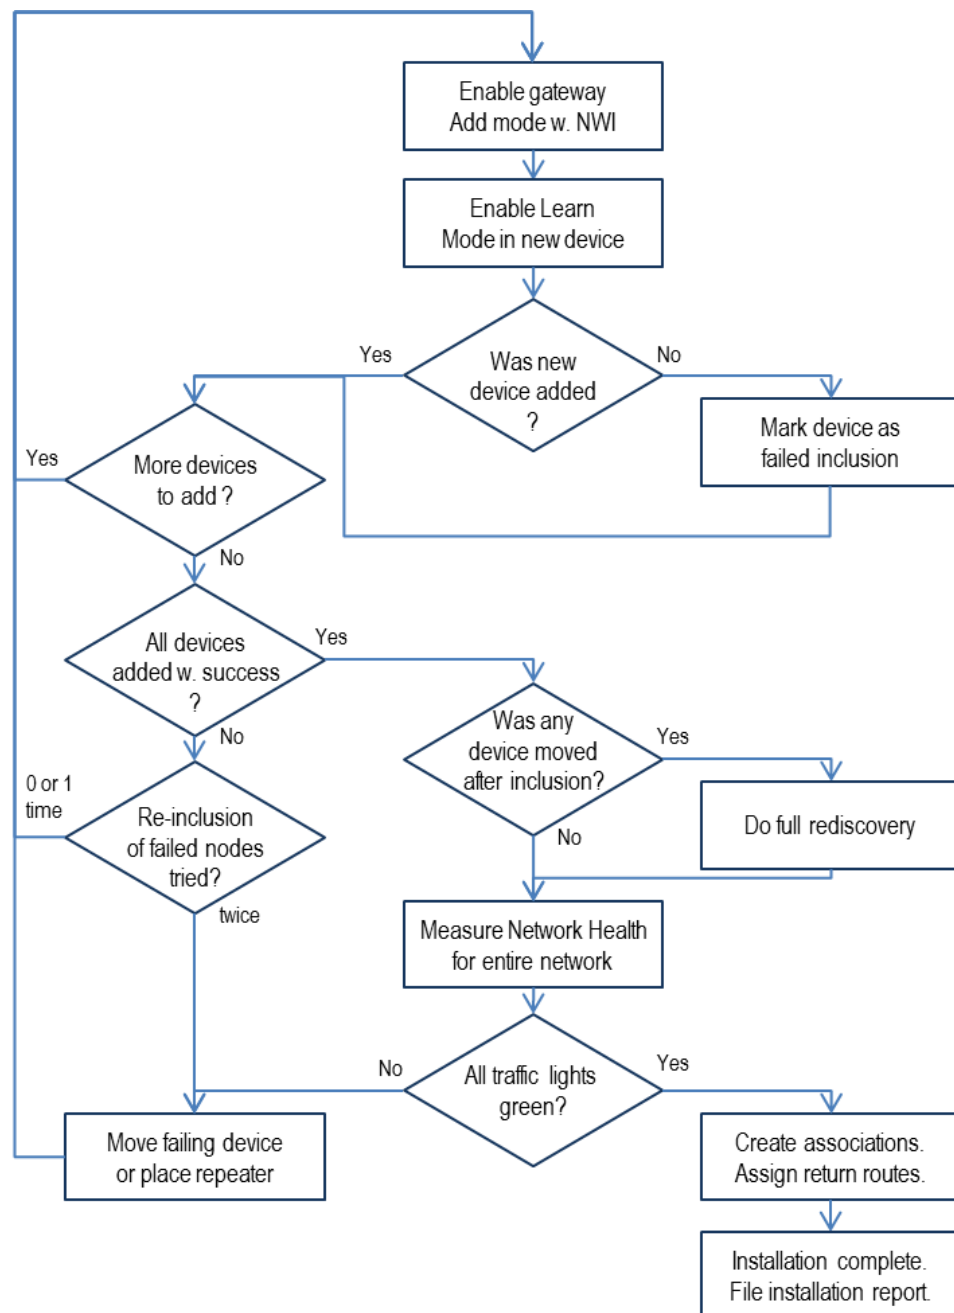 Enable gateway
Add mode w. NWI
Enable Learn
Mode in new device
Yes
Was new
device added
?
No
Mark device as
failed inclusion
Yes
More devices
to add ?
No
All devices
added w. success
?
Yes
No
Was any
device moved
after inclusion?
Yes
No
Do full rediscovery
0 or 1
time
Re-inclusion
of failed nodes
tried?
twice
Measure Network Health
for entire network
No
All traffic lights
green?
Yes
Move failing device
or place repeater
Create associations.
Assign return routes.
Installation complete.
File installation report.